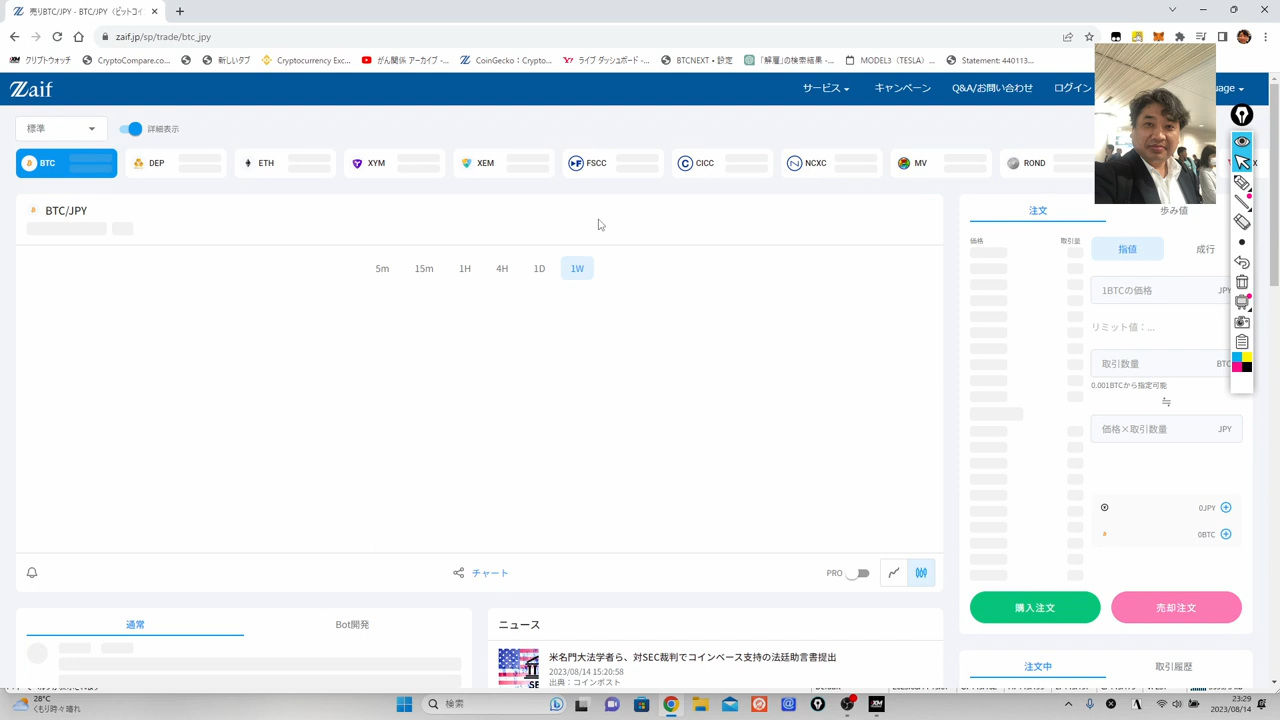 売りBTC/JPY - BTC/JPY（ビットコイ
zaif.jp/sp/trade/btc_jpy
クリプトウォッチ CryptoCompare.co... 新しいタブ Cryptocurrency Exc... がん関係 アーカイブ -... CoinGecko：Crypto... ライブ ダッシュボード -... BTCNEXT • 設定 「解雇」の検索結果 -... MODEL3（TESLA）... Statement: 440113...
Zaif サービス キャンペーン Q&A/お問い合わせ ログイン uage
標準 詳細表示
BTC DEP ETH XYM XEM FSCC CICC NCXC MV ROND
BTC/JPY
5m 15m 1H 4H 1D 1W
チャート PRO
通常 Bot開発
ニュース
米名門大法学者ら、対SEC裁判でコインベース支持の法廷助言書提出
2023/08/14 15:20:58
出典：コインポスト
注文 歩み値
価格 取引量
指値 成行
1BTCの価格 JPY
リミット値：...
取引数量 BTC
0.001BTCから指定可能
価格×取引数量 JPY
0JPY
0BTC
購入注文 売却注文
注文中 取引履歴
28°C
くもり時々晴れ
検索
23:29
2023/08/14